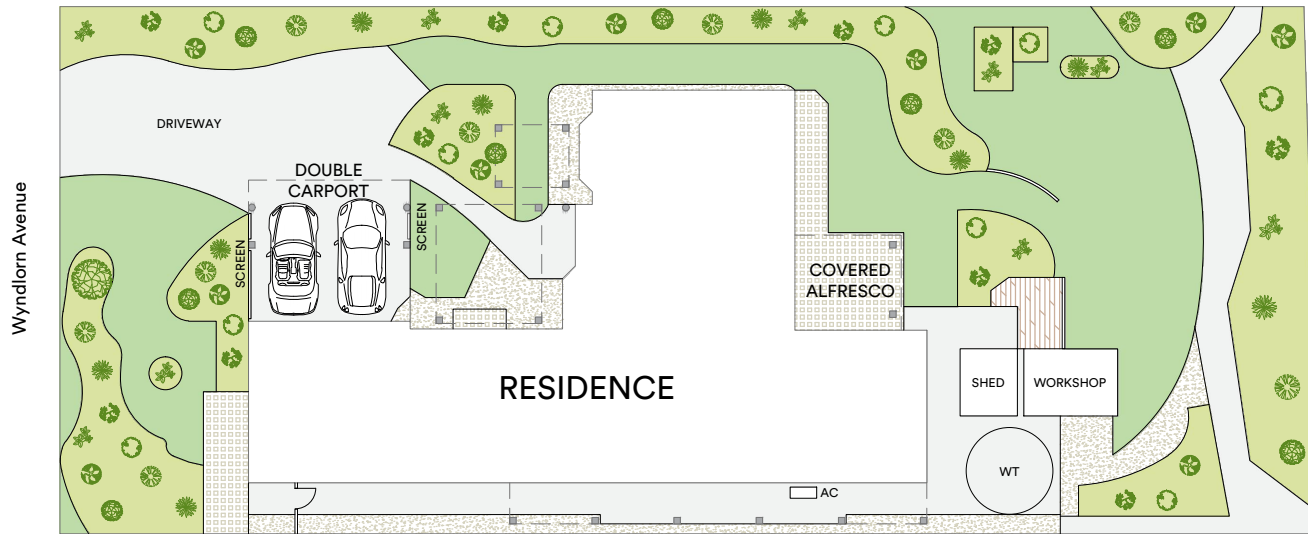 Wyndlorn Avenue
DRIVEWAY
DOUBLE
CARPORT
SCREEN
SCREEN
COVERED
ALFRESCO
RESIDENCE
SHED
WORKSHOP
WT
AC